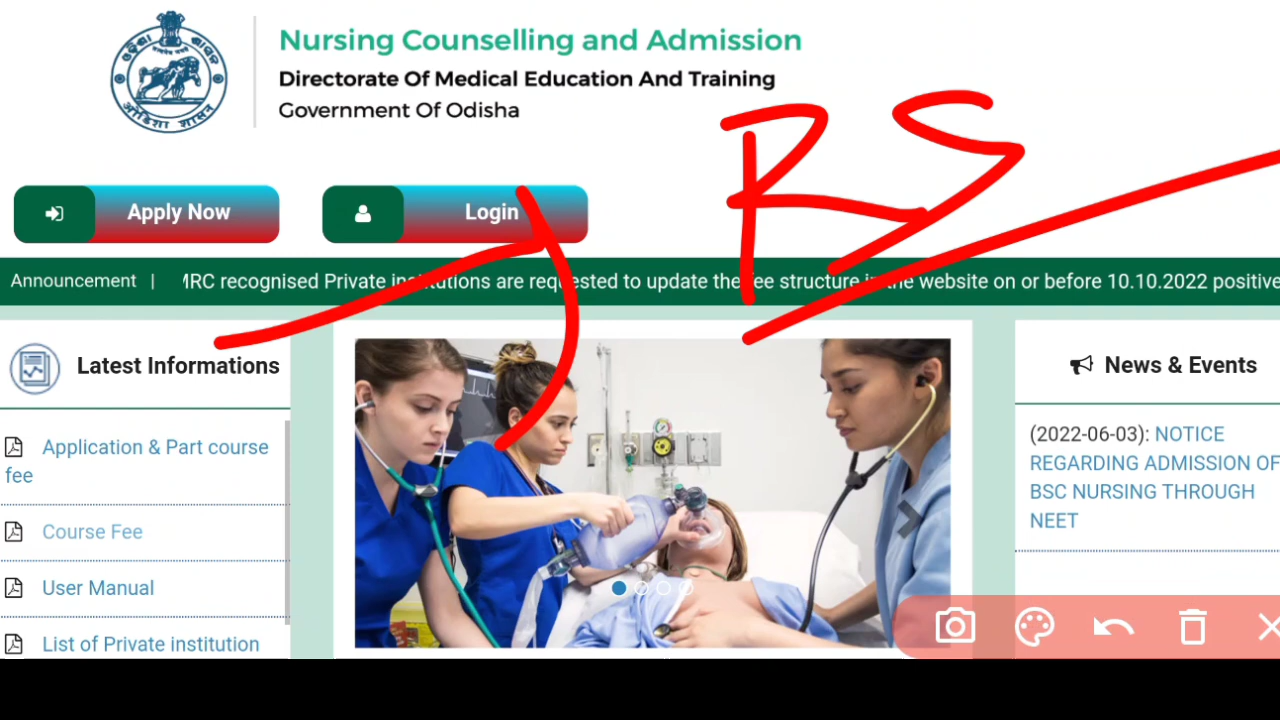 Nursing Counselling and Admission
Directorate Of Medical Education And Training
Government Of Odisha
RS
Apply Now
Login
Announcement | MRC recognised Private institutions are requested to update the fee structure in the website on or before 10.10.2022 positive
Latest Informations
Application & Part course
fee
Course Fee
User Manual
List of Private institution
News & Events
(2022-06-03): NOTICE
REGARDING ADMISSION OF
BSC NURSING THROUGH
NEET